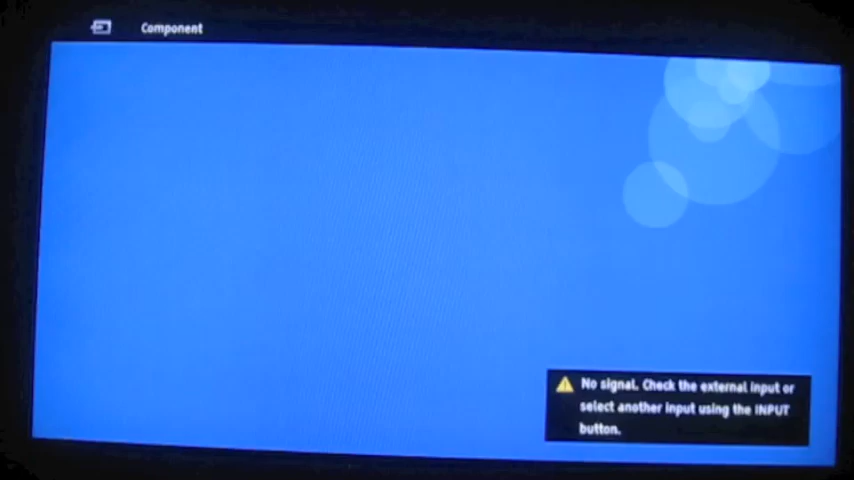 Component
No signal. Check the external input or
select another input using the INPUT
button.